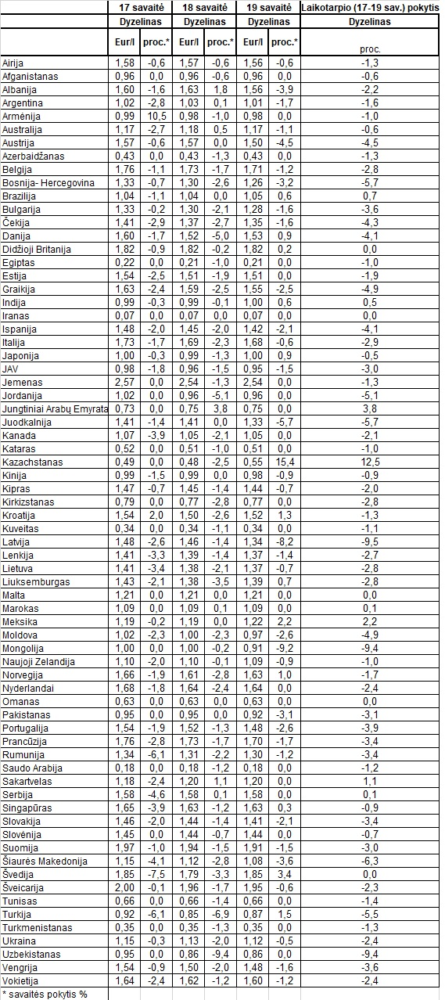 17 savaitė 18 savaitė 19 savaitė Laikotarpio (17-19 sav.) pokytis
Dyzelinas Dyzelinas Dyzelinas Dyzelinas
Eur/l proc.* Eur/l proc.* Eur/l proc.* proc.
Airija 1,58 -0,6 1,57 -0,6 1,56 -0,6 -1,3
Afganistanas 0,96 0,0 0,96 -0,6 0,96 0,0 -0,6
Albanija 1,60 -1,6 1,63 1,8 1,56 -3,9 -2,2
Argentina 1,02 -2,8 1,03 0,1 1,01 -1,7 -1,6
Armėnija 0,99 10,5 0,98 -1,0 0,98 0,0 -1,0
Australija 1,17 -2,7 1,18 0,5 1,17 -1,1 -0,6
Austrija 1,57 -0,6 1,57 0,0 1,50 -4,5 -4,5
Azerbaidžanas 0,43 0,0 0,43 -1,3 0,43 0,0 -1,3
Belgija 1,76 -1,1 1,73 -1,7 1,71 -1,2 -2,8
Bosnija- Hercegovina 1,33 -0,7 1,30 -2,6 1,26 -3,2 -5,7
Brazilija 1,04 -1,1 1,04 0,0 1,05 0,6 0,7
Bulgarija 1,33 -0,2 1,30 -2,1 1,28 -1,6 -3,6
Čekija 1,41 -2,9 1,37 -2,7 1,35 -1,6 -4,3
Danija 1,60 -1,7 1,52 -5,0 1,53 0,9 -4,1
Didžioji Britanija 1,82 -0,9 1,82 -0,2 1,82 0,2 0,0
Egiptas 0,22 0,0 0,21 -1,0 0,21 0,0 -1,0
Estija 1,54 -2,5 1,51 -1,9 1,51 0,0 -1,9
Graikija 1,63 -2,4 1,59 -2,5 1,55 -2,5 -4,9
Indija 0,99 -0,3 0,99 -0,1 1,00 0,6 0,5
Iranas 0,07 0,0 0,07 0,0 0,07 0,0 0,0
Ispanija 1,48 -2,0 1,45 -2,0 1,42 -2,1 -4,1
Italija 1,73 -1,7 1,69 -2,3 1,68 -0,6 -2,9
Japonija 1,00 -0,3 0,99 -1,3 1,00 0,9 -0,5
JAV 0,98 -1,8 0,96 -1,5 0,95 -1,5 -3,0
Jemenas 2,57 0,0 2,54 -1,3 2,54 0,0 -1,3
Jordanija 1,02 0,0 0,96 -5,1 0,96 0,0 -5,1
Jungtiniai Arabų Emyrata 0,73 0,0 0,75 3,8 0,75 0,0 3,8
Juodkalnija 1,41 -1,4 1,41 0,0 1,33 -5,7 -5,7
Kanada 1,07 -3,9 1,05 -2,1 1,05 0,0 -2,1
Kataras 0,52 0,0 0,51 -1,0 0,51 0,0 -1,0
Kazachstanas 0,49 0,0 0,48 -2,5 0,55 15,4 12,5
Kinija 0,99 -1,5 0,99 0,0 0,98 -0,9 -0,9
Kipras 1,47 -0,7 1,45 -1,4 1,44 -0,7 -2,0
Kirkizstanas 0,79 0,0 0,77 -2,8 0,77 0,0 -2,8
Kroatija 1,54 2,0 1,50 -2,6 1,52 1,3 -1,3
Kuveitas 0,34 0,0 0,34 -1,1 0,34 0,0 -1,1
Latvija 1,48 -2,6 1,46 -1,4 1,34 -8,2 -9,5
Lenkija 1,41 -3,3 1,39 -1,4 1,37 -1,4 -2,7
Lietuva 1,41 -3,4 1,38 -2,1 1,37 -0,7 -2,8
Liuksemburgas 1,43 -2,1 1,38 -3,5 1,39 0,7 -2,8
Malta 1,21 0,0 1,21 0,0 1,21 0,0 0,0
Marokas 1,09 0,0 1,09 0,1 1,09 0,0 0,1
Meksika 1,19 -0,2 1,19 0,0 1,22 2,2 2,2
Moldova 1,02 -2,3 1,00 -2,3 0,97 -2,6 -4,9
Mongolija 1,00 0,0 1,00 -0,2 0,91 -9,2 -9,4
Naujoji Zelandija 1,10 -2,0 1,10 -0,1 1,09 -0,9 -1,0
Norvegija 1,66 -1,9 1,61 -2,8 1,63 1,0 -1,7
Nyderlandai 1,68 -1,8 1,64 -2,4 1,64 0,0 -2,4
Omanas 0,63 0,0 0,63 0,0 0,63 0,0 0,0
Pakistanas 0,95 0,0 0,95 0,0 0,92 -3,1 -3,1
Portugalija 1,54 -1,9 1,52 -1,3 1,48 -2,6 -3,9
Prancūzija 1,76 -2,8 1,73 -1,7 1,70 -1,7 -3,4
Rumunija 1,34 -6,1 1,31 -2,2 1,30 -1,2 -3,4
Saudo Arabija 0,18 0,0 0,18 -1,2 0,18 0,0 -1,2
Sakartvelas 1,18 -2,4 1,20 1,1 1,20 0,0 1,1
Serbija 1,58 -4,6 1,58 0,1 1,58 0,0 0,1
Singapūras 1,65 -3,9 1,63 -1,2 1,63 0,3 -0,9
Slovakija 1,46 -2,0 1,44 -1,4 1,41 -2,1 -3,4
Slovėnija 1,45 0,0 1,44 -0,7 1,44 0,0 -0,7
Suomija 1,97 -1,0 1,94 -1,5 1,91 -1,5 -3,0
Šiaurės Makedonija 1,15 -4,1 1,12 -2,8 1,08 -3,6 -6,3
Švedija 1,85 -7,5 1,79 -3,3 1,85 3,4 0,0
Šveicarija 2,00 -0,1 1,96 -1,7 1,95 -0,6 -2,3
Tunisas 0,66 0,0 0,66 -1,4 0,66 0,0 -1,4
Turkija 0,92 -6,1 0,85 -6,9 0,87 1,5 -5,5
Turkmenistanas 0,35 0,0 0,35 -1,3 0,35 0,0 -1,3
Ukraina 1,15 -0,3 1,13 -2,0 1,12 -0,5 -2,4
Uzbekistanas 0,95 0,0 0,86 -9,4 0,86 0,0 -9,4
Vengrija 1,54 -0,9 1,50 -2,0 1,48 -1,6 -3,6
Vokietija 1,64 -2,4 1,62 -1,2 1,60 -1,2 -2,4
* savaitės pokytis %